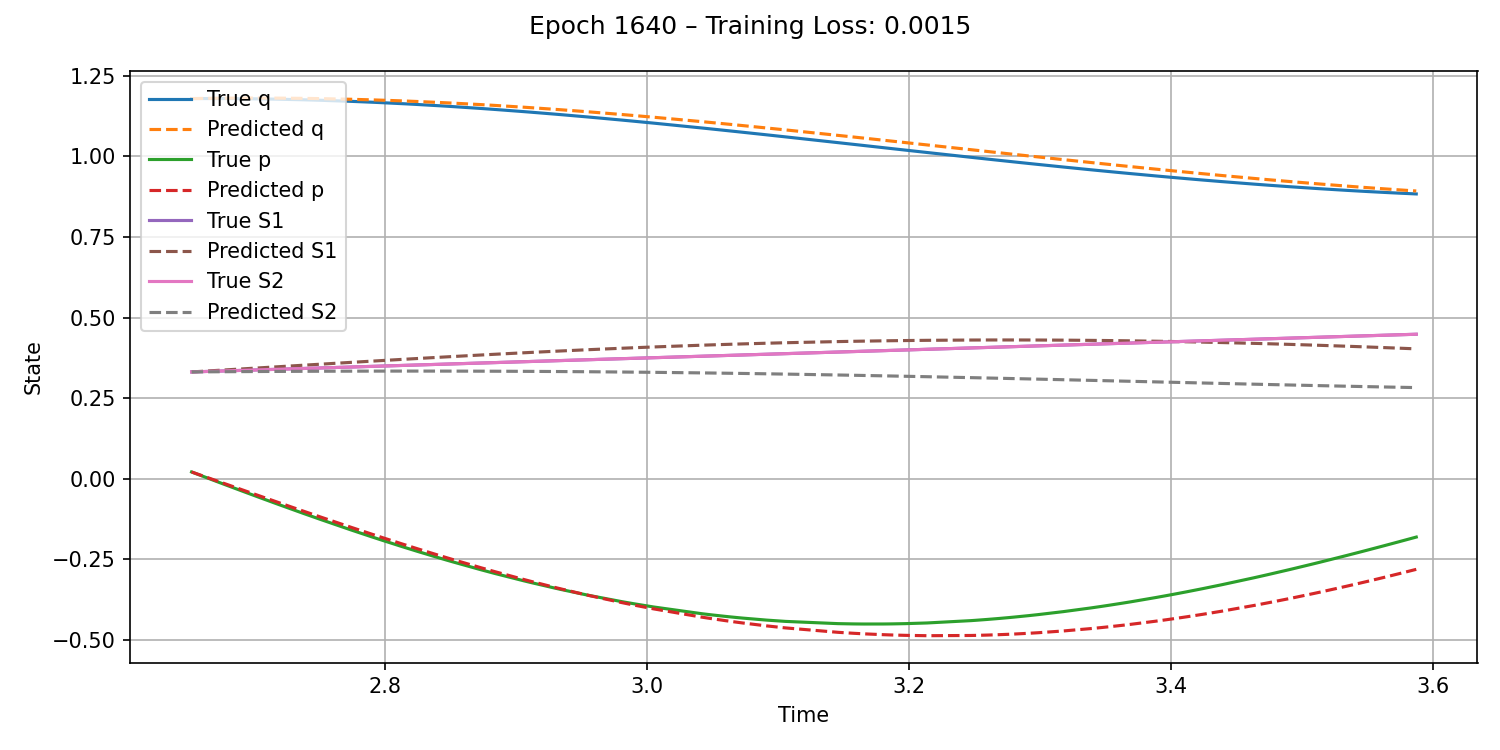 Epoch 1640 – Training Loss: 0.0015
1.25
1.00
0.75
0.50
0.25
0.00
−0.25
−0.50
State
True q
Predicted q
True p
Predicted p
True S1
Predicted S1
True S2
Predicted S2
2.8
3.0
3.2
3.4
3.6
Time